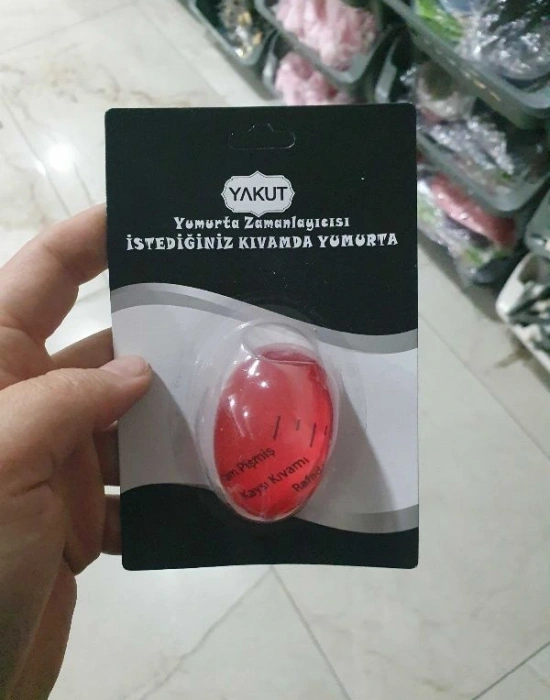 YAKUT
Yumurta Zamanlayıcısı
İSTEDİĞİNİZ KIVAMDA YUMURTA
Pişmiş
Kayısı Kıvamı